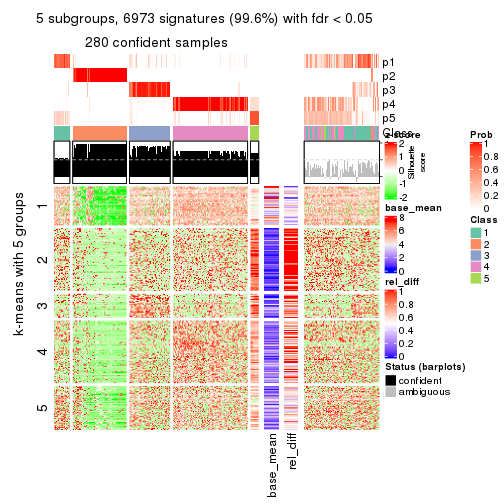 5 subgroups, 6973 signatures (99.6%) with fdr < 0.05
280 confident samples
p1
p2
p3
p4
p5
Class
z-score
2
1
0
-1
-2
Silhouette
score
base_mean
8
6
4
2
0
rel_diff
1
0.8
0.6
0.4
0.2
0
Status (barplots)
confident
ambiguous
Prob
1
0.8
0.6
0.4
0.2
0
Class
1
2
3
4
5
k-means with 5 groups
1
2
3
4
5
base_mean
rel_diff